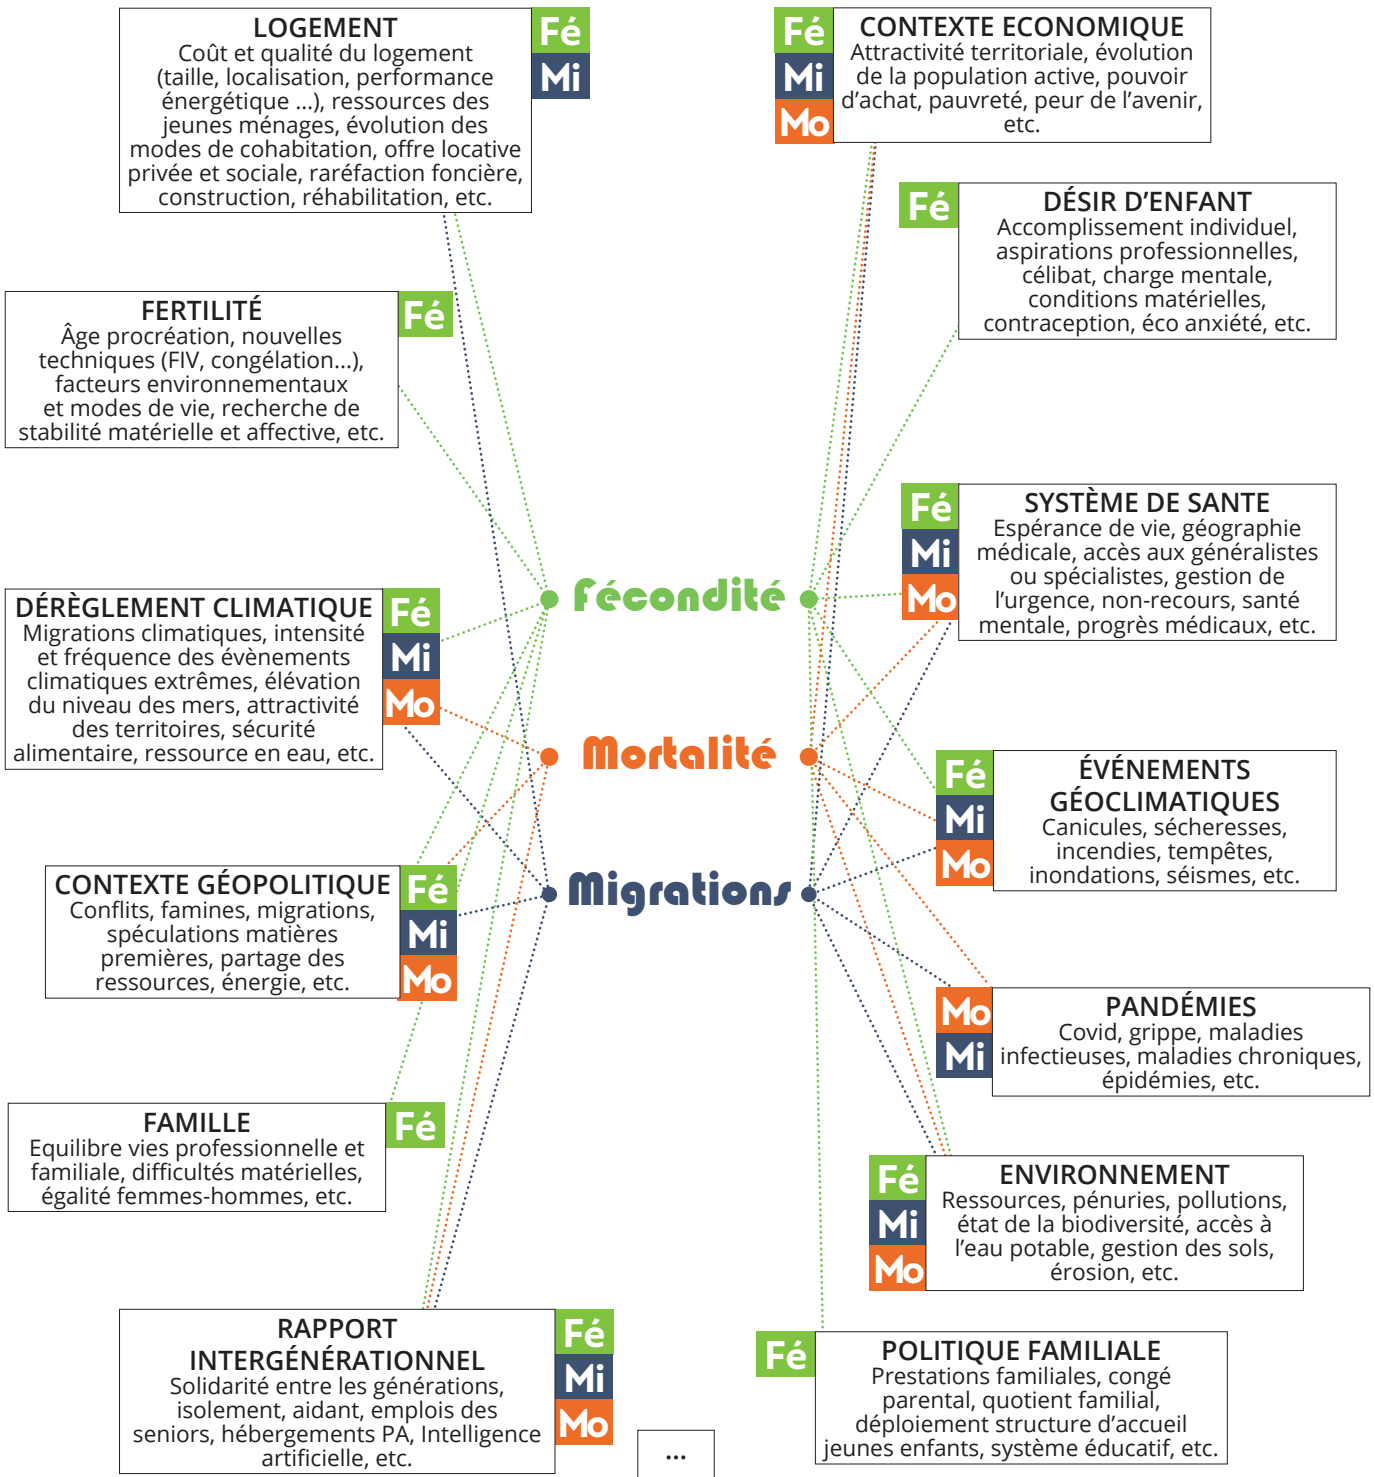 LOGEMENT
Coût et qualité du logement
(taille, localisation, performance
énergétique ...), ressources des
jeunes ménages, évolution des
modes de cohabitation, offre locative
privée et sociale, raréfaction foncière,
construction, réhabilitation, etc.
Fé
Mi
Fé
Mi
Mo
CONTEXTE ECONOMIQUE
Attractivité territoriale, évolution
de la population active, pouvoir
d'achat, pauvreté, peur de l'avenir,
etc.
Fé
DÉSIR D'ENFANT
Accomplissement individuel,
aspirations professionnelles,
célibat, charge mentale,
conditions matérielles,
contraception, éco anxiété, etc.
FERTILITÉ
Âge procréation, nouvelles
techniques (FIV, congélation...),
facteurs environnementaux
et modes de vie, recherche de
stabilité matérielle et affective, etc.
Fé
Fé
Mi
Mo
SYSTÈME DE SANTE
Espérance de vie, géographie
médicale, accès aux généralistes
ou spécialistes, gestion de
l'urgence, non-recours, santé
mentale, progrès médicaux, etc.
Fécondité
DÉRÈGLEMENT CLIMATIQUE
Migrations climatiques, intensité
et fréquence des évènements
climatiques extrêmes, élévation
du niveau des mers, attractivité
des territoires, sécurité
alimentaire, ressource en eau, etc.
Fé
Mi
Mo
Mortalité
Fé
Mi
Mo
ÉVÉNEMENTS
GÉOCLIMATIQUES
Canicules, sécheresses,
incendies, tempêtes,
inondations, séismes, etc.
Migrations
CONTEXTE GÉOPOLITIQUE
Conflits, famines, migrations,
spéculations matières
premières, partage des
ressources, énergie, etc.
Fé
Mi
Mo
Mo
Mi
PANDÉMIES
Covid, grippe, maladies
infectieuses, maladies chroniques,
épidémies, etc.
FAMILLE
Equilibre vies professionnelle et
familiale, difficultés matérielles,
égalité femmes-hommes, etc.
Fé
Fé
Mi
Mo
ENVIRONNEMENT
Ressources, pénuries, pollutions,
état de la biodiversité, accès à
l'eau potable, gestion des sols,
érosion, etc.
RAPPORT
INTERGÉNÉRATIONNEL
Solidarité entre les générations,
isolement, aidant, emplois des
seniors, hébergements PA, Intelligence
artificielle, etc.
Fé
Mi
Mo
...
Fé
POLITIQUE FAMILIALE
Prestations familiales, congé
parental, quotient familial,
déploiement structure d'accueil
jeunes enfants, système éducatif, etc.